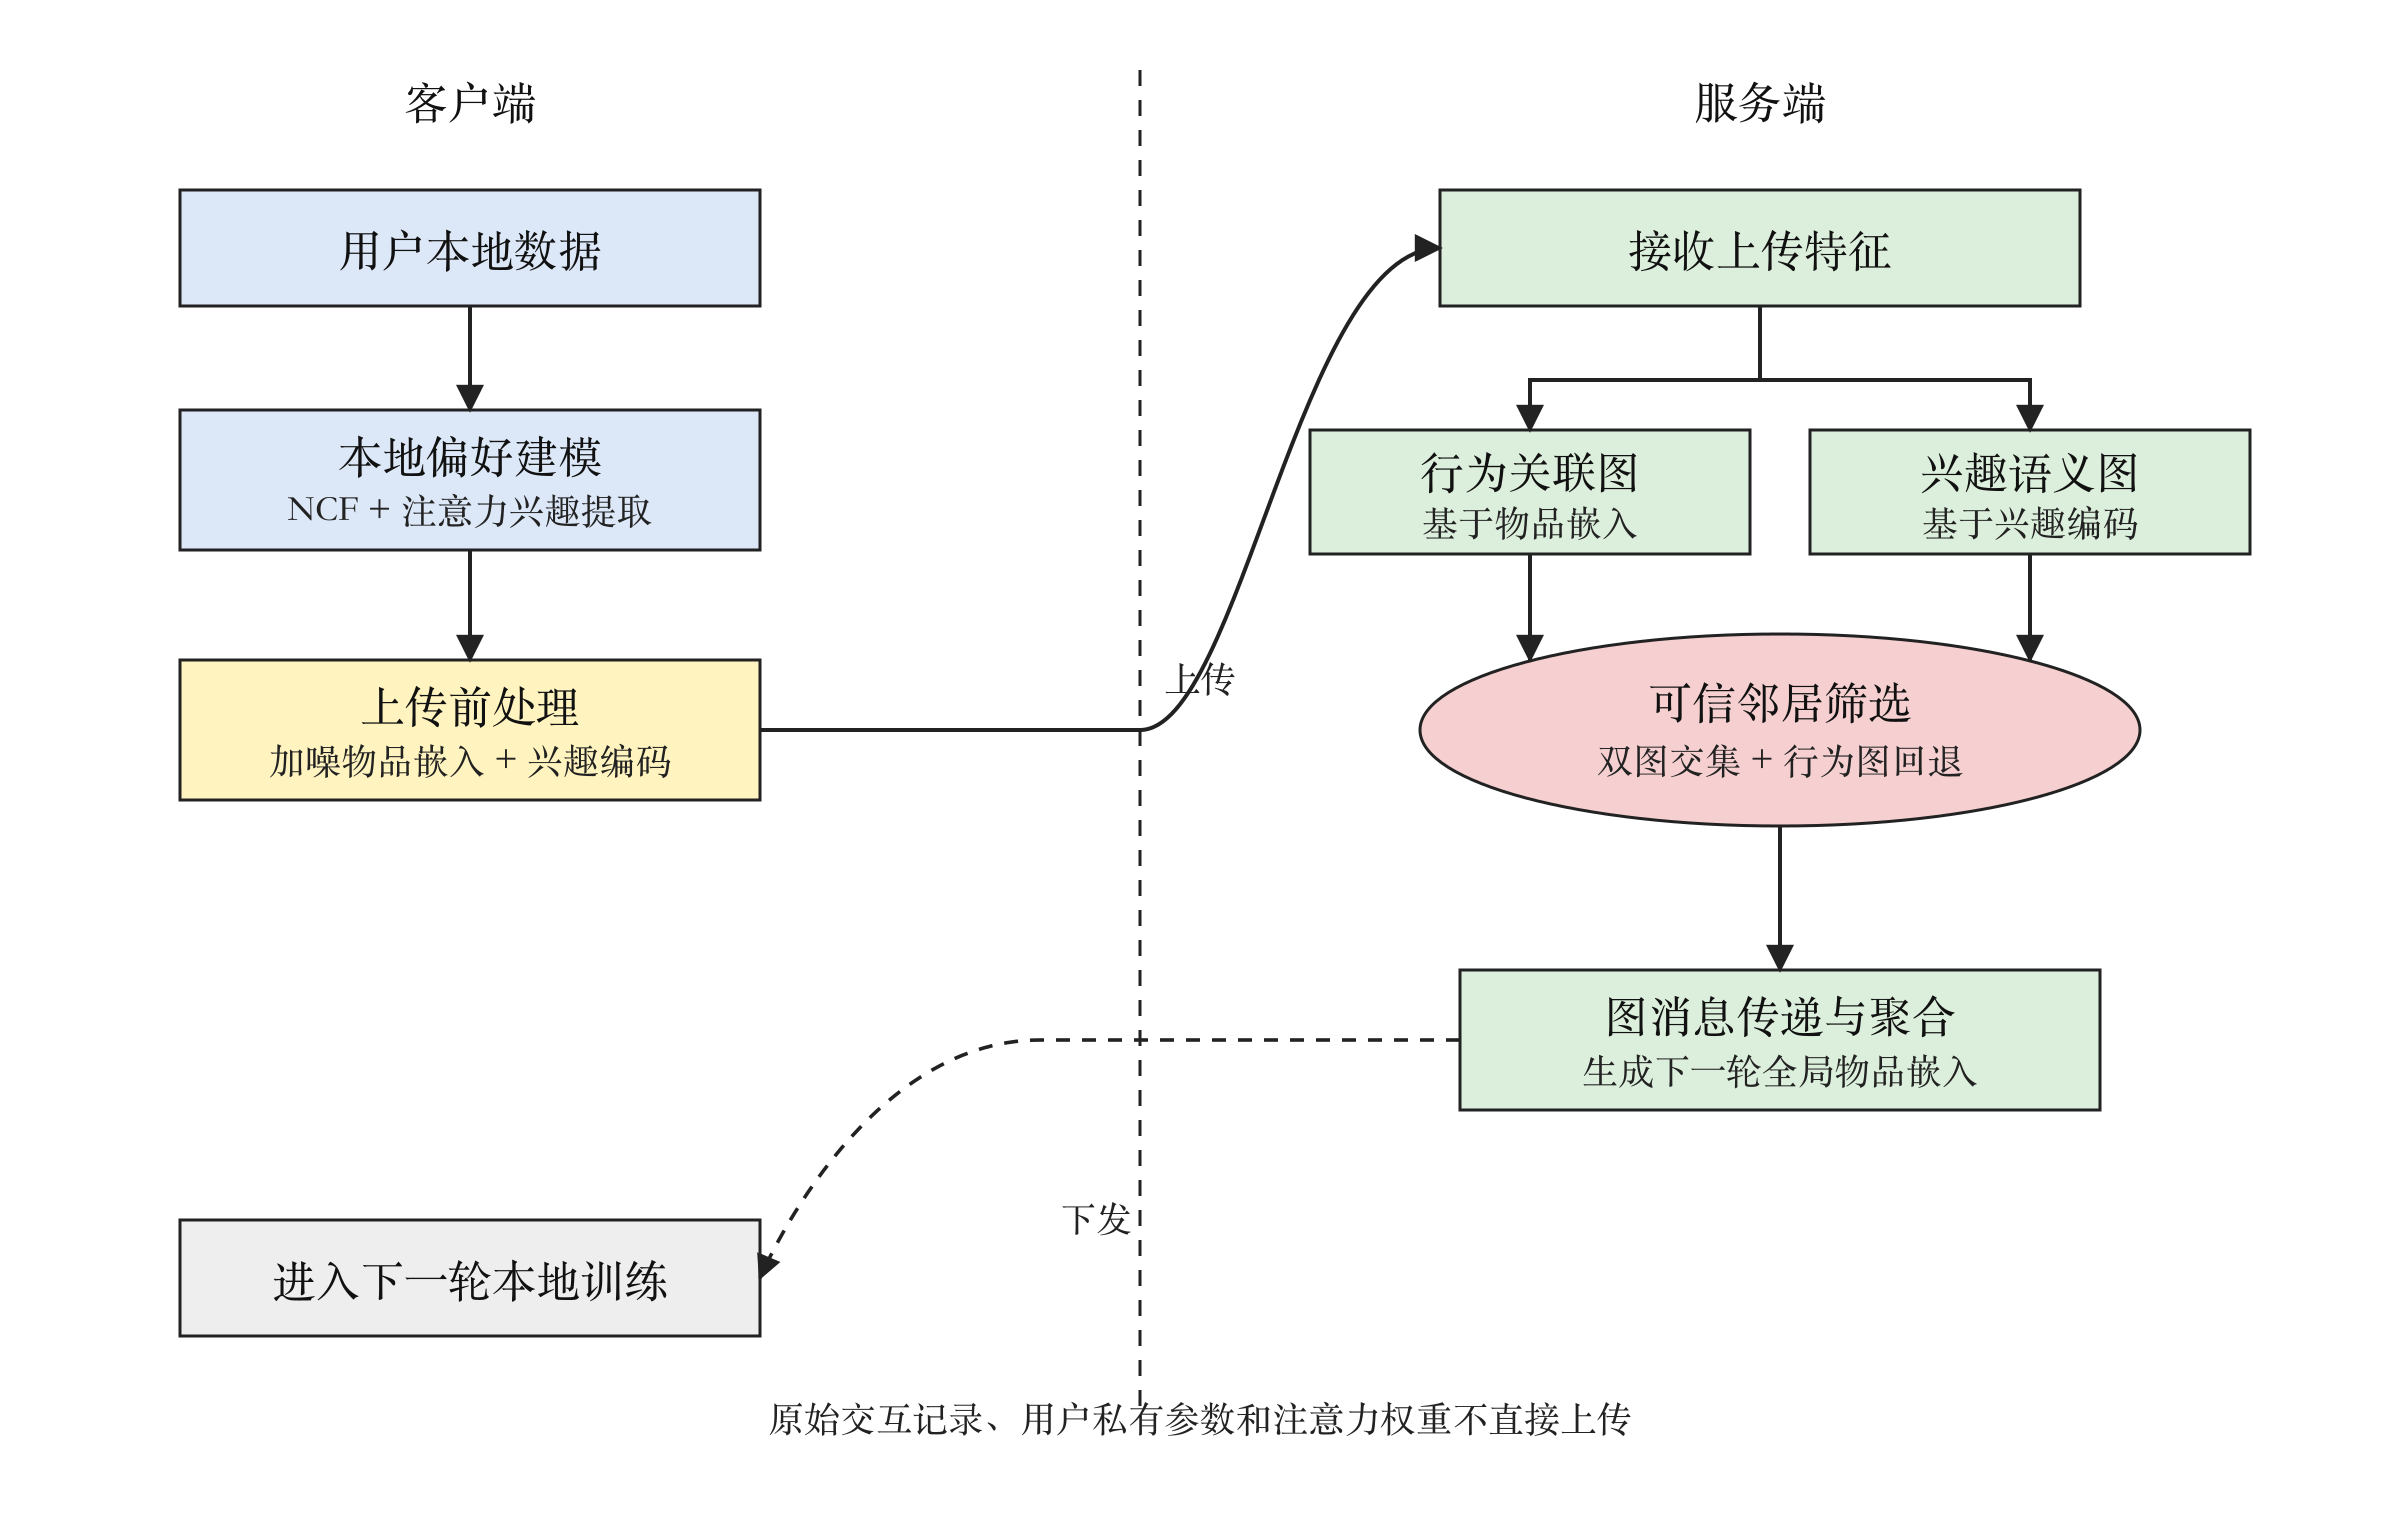 客户端
用户本地数据
本地偏好建模
NCF + 注意力兴趣提取
上传前处理
加噪物品嵌入 + 兴趣编码
上传
服务端
接收上传特征
行为关联图
基于物品嵌入
兴趣语义图
基于兴趣编码
可信邻居筛选
双图交集 + 行为图回退
图消息传递与聚合
生成下一轮全局物品嵌入
下发
进入下一轮本地训练
原始交互记录、用户私有参数和注意力权重不直接上传